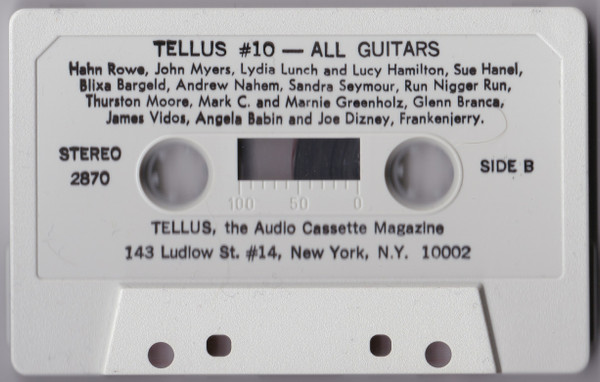 TELLUS #10 — ALL GUITARS
Hahn Rowe, John Myers, Lydia Lunch and Lucy Hamilton, Sue Hanel,
Blixa Bargeld, Andrew Nahem, Sandra Seymour, Run Nigger Run,
Thurston Moore, Mark C. and Marnie Greenholz, Glenn Branca,
James Vidos, Angela Babin and Joe Dizney, Frankenjerry.
STEREO
2870
SIDE B
100 50 0
TELLUS, the Audio Cassette Magazine
143 Ludlow St. #14, New York, N.Y. 10002